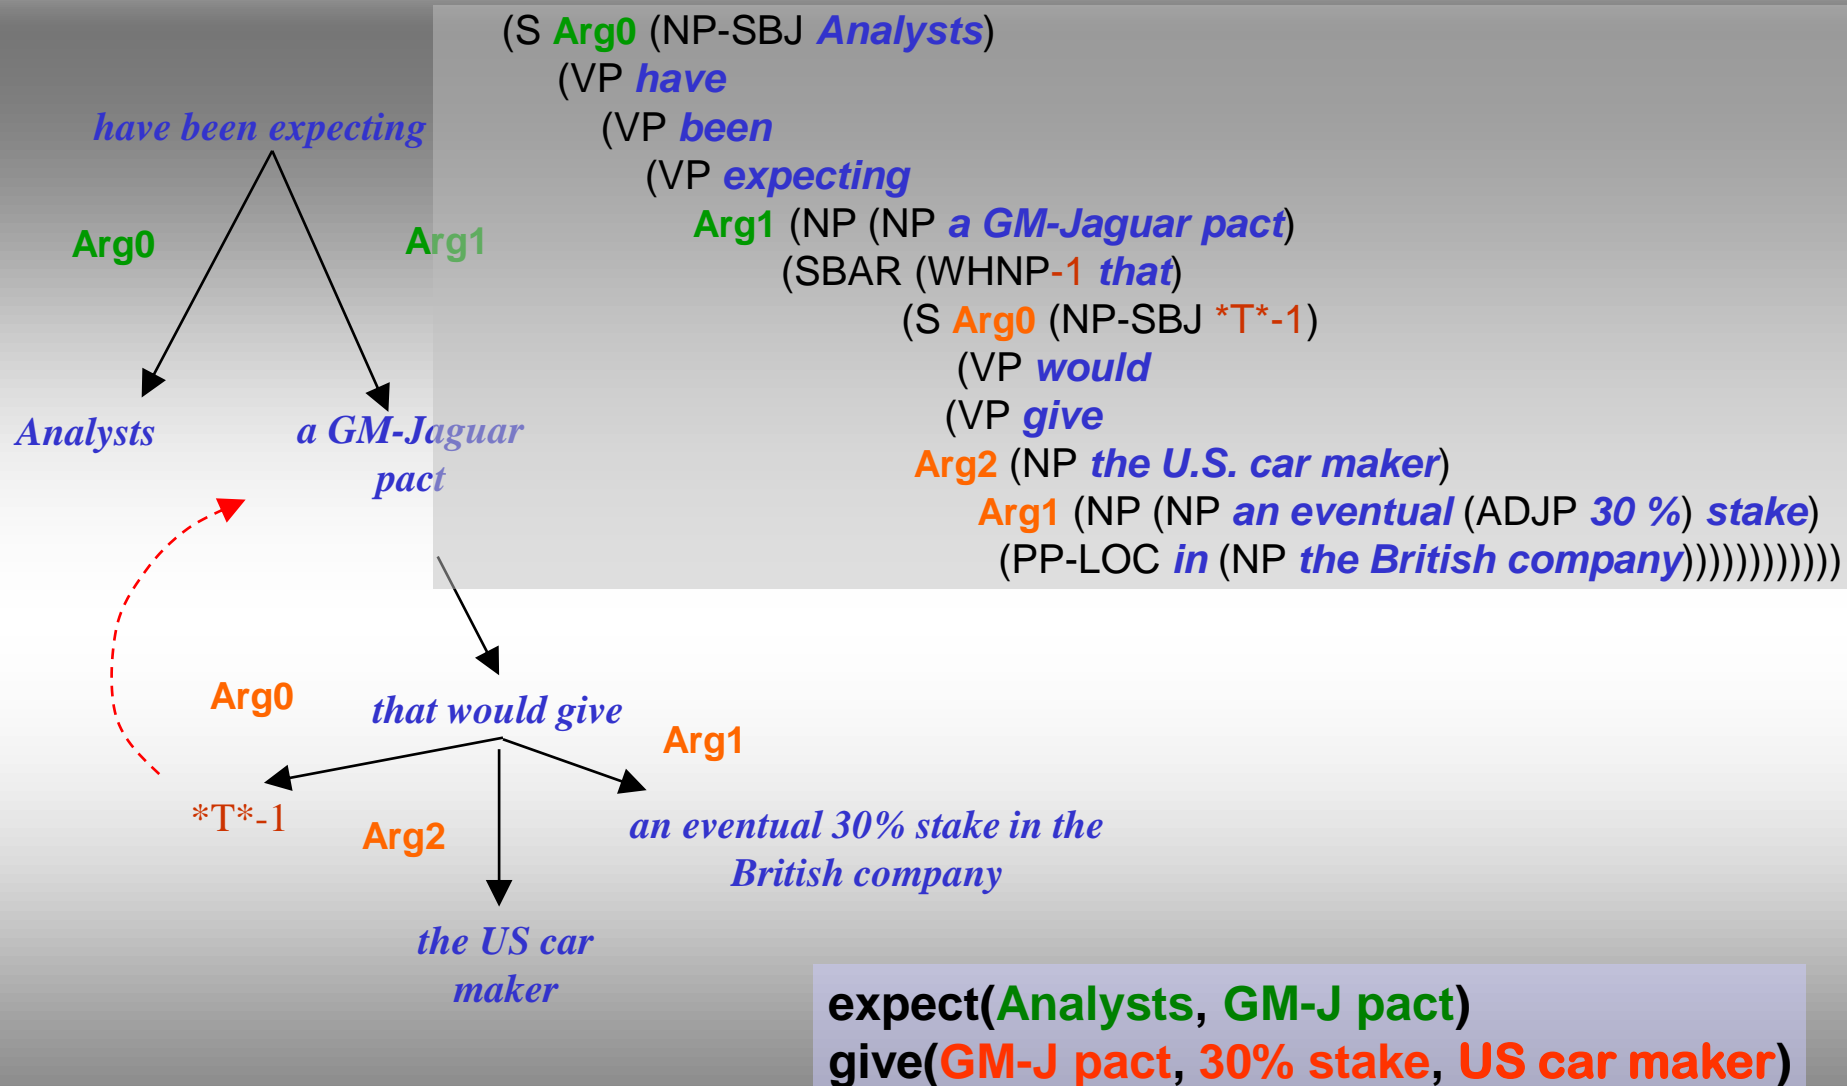 (S Arg0 (NP-SBJ Analysts)
(VP have
(VP been
(VP expecting
Arg1 (NP (NP a GM-Jaguar pact)
(SBAR (WHNP-1 that)
(S Arg0 (NP-SBJ *T*-1)
(VP would
(VP give
Arg2 (NP the U.S. car maker)
Arg1 (NP (NP an eventual (ADJP 30 %) stake)
(PP-LOC in (NP the British company))))))))))))
have been expecting
Arg0
Arg1
Analysts
a GM-Jaguar
pact
Arg0
that would give
Arg1
*T*-1
Arg2
an eventual 30% stake in the
British company
the US car
maker
expect(Analysts, GM-J pact)
give(GM-J pact, 30% stake, US car maker)